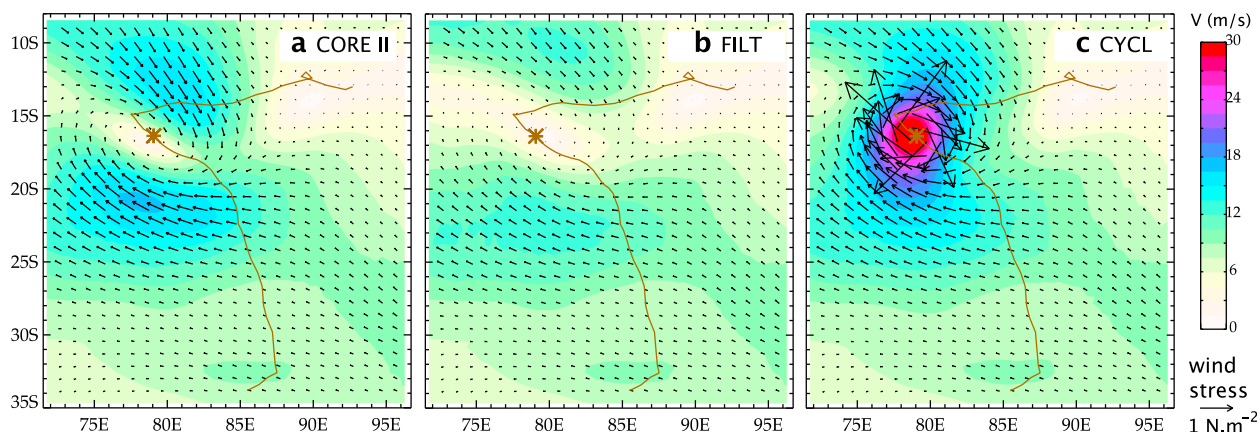 a CORE II
b FILT
c CYCL
V (m/s)
10S
15S
20S
25S
30S
35S
75E 80E 85E 90E 95E
75E 80E 85E 90E 95E
75E 80E 85E 90E 95E
30
24
18
12
6
0
wind
stress
1 N.m⁻²